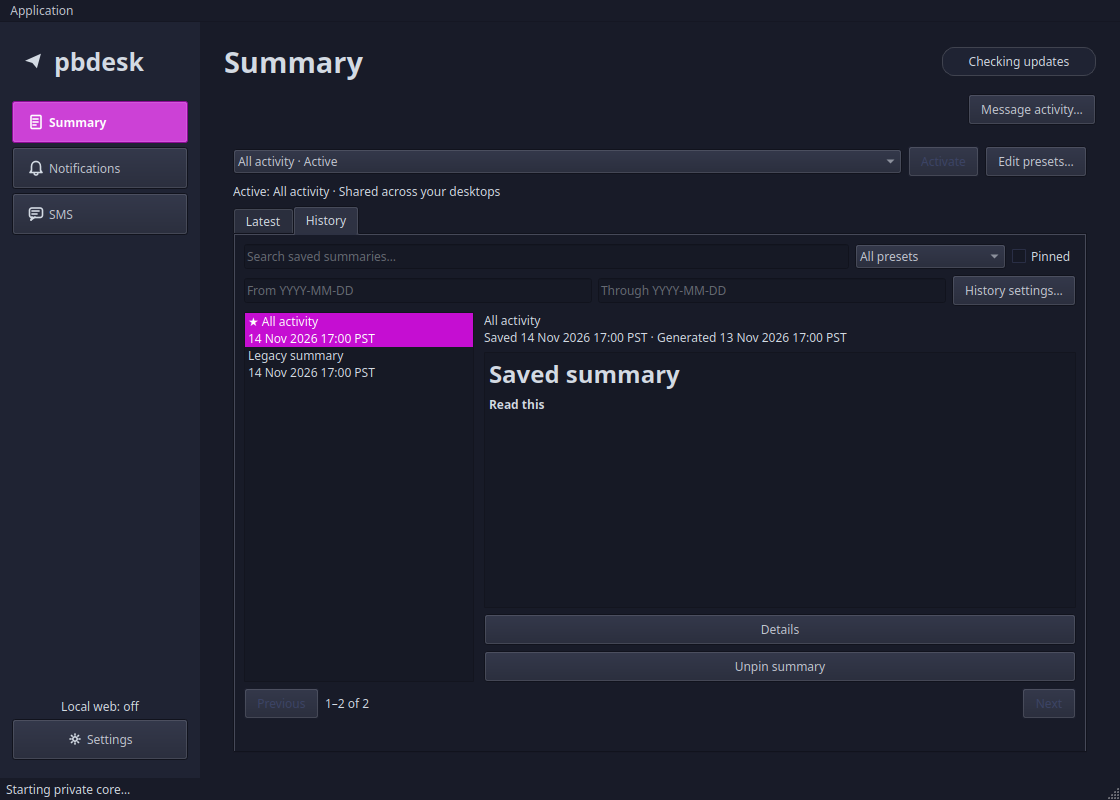 Application
pbdesk
Summary
Notifications
SMS
Local web: off
Settings
Starting private core...
Summary
Checking updates
Message activity...
All activity · Active
Activate
Edit presets...
Active: All activity · Shared across your desktops
Latest
History
Search saved summaries...
All presets
Pinned
From YYYY-MM-DD
Through YYYY-MM-DD
History settings...
★ All activity
14 Nov 2026 17:00 PST
Legacy summary
14 Nov 2026 17:00 PST
All activity
Saved 14 Nov 2026 17:00 PST · Generated 13 Nov 2026 17:00 PST
Saved summary
Read this
Details
Unpin summary
Previous
1–2 of 2
Next